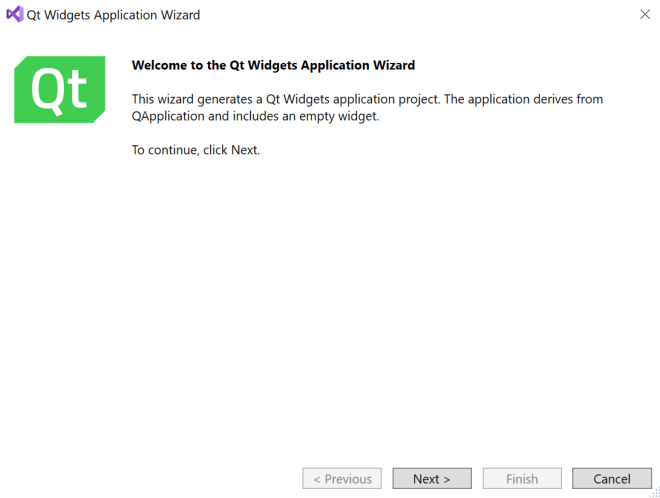 Qt Widgets Application Wizard
Qt
Welcome to the Qt Widgets Application Wizard
This wizard generates a Qt Widgets application project. The application derives from
QApplication and includes an empty widget.
To continue, click Next.
< Previous
Next >
Finish
Cancel